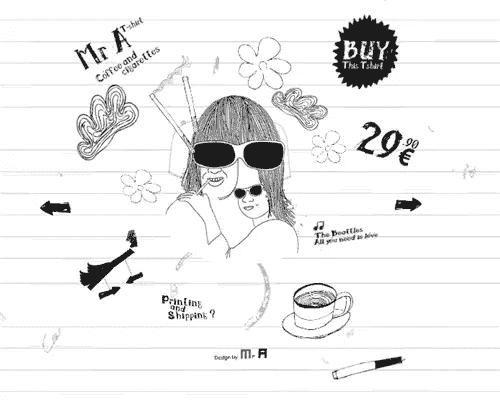 Mr A T-shirt
Coffee and
cigarettes
BUY
This T-shirt
29.90
€
The Beatles
All you need is love
Printing
and
Shipping?
Design by Mr A